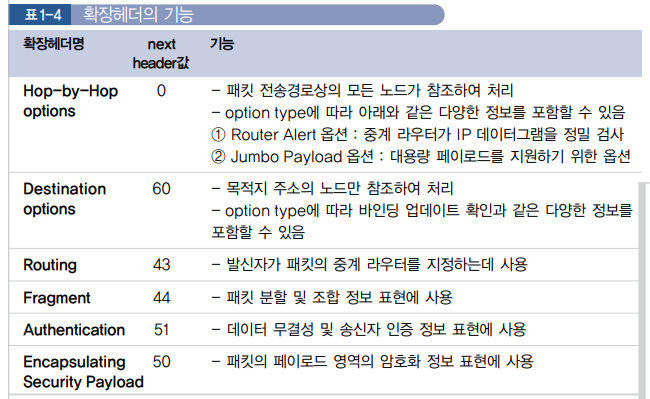 표1-4 확장헤더의 기능
확장헤더명 next header값 기능
Hop-by-Hop options 0 - 패킷 전송경로상의 모든 노드가 참조하여 처리
- option type에 따라 아래와 같은 다양한 정보를 포함할 수 있음
① Router Alert 옵션 : 중계 라우터가 IP 데이터그램을 정밀 검사
② Jumbo Payload 옵션 : 대용량 페이로드를 지원하기 위한 옵션
Destination options 60 - 목적지 주소의 노드만 참조하여 처리
- option type에 따라 바인딩 업데이트 확인과 같은 다양한 정보를
포함할 수 있음
Routing 43 - 발신자가 패킷의 중계 라우터를 지정하는데 사용
Fragment 44 - 패킷 분할 및 조합 정보 표현에 사용
Authentication 51 - 데이터 무결성 및 송신자 인증 정보 표현에 사용
Encapsulating Security Payload 50 - 패킷의 페이로드 영역의 암호화 정보 표현에 사용